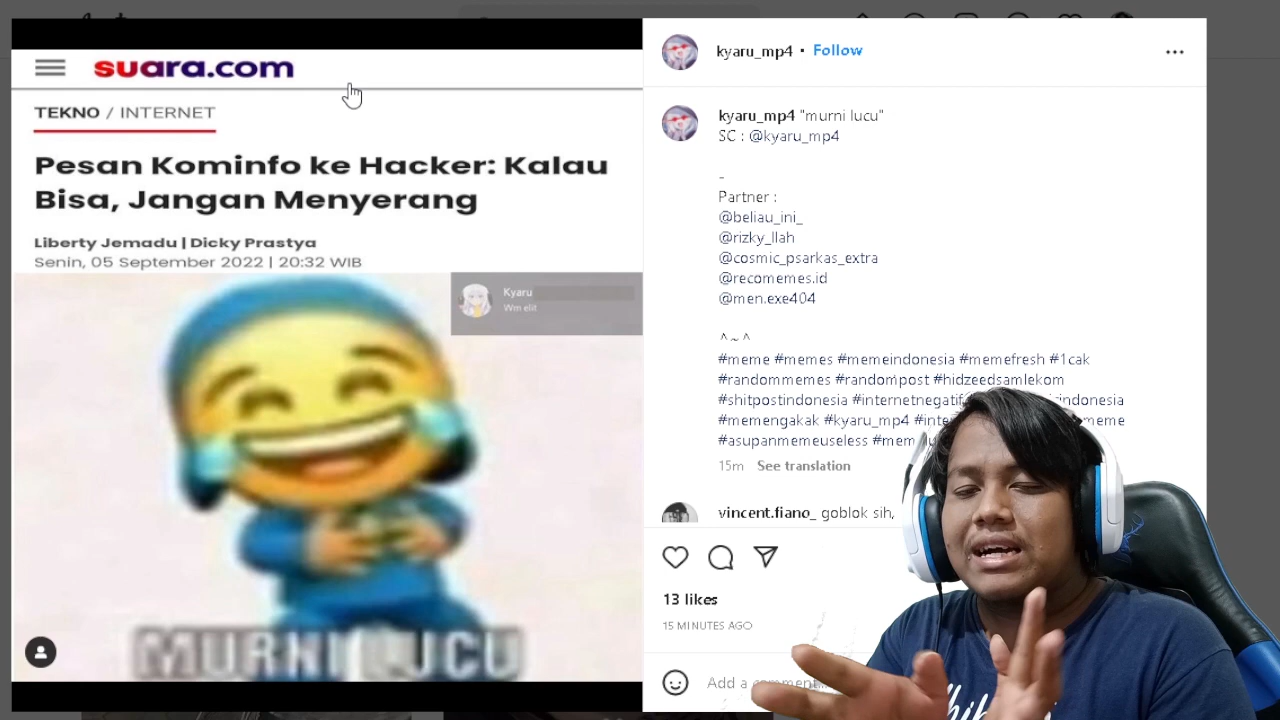 suara.com
TEKNO / INTERNET
Pesan Kominfo ke Hacker: Kalau
Bisa, Jangan Menyerang
Liberty Jemadu | Dicky Prastya
Senin, 05 September 2022 | 20:32 WIB
Kyaru
Wm elit
MURNI LUCU
kyaru_mp4 • Follow
kyaru_mp4 "murni lucu"
SC : @kyaru_mp4
-
Partner :
@beliau_ini_
@rizky_llah
@cosmic_psarkas_extra
@recomemes.id
@men.exe404
^~^
#meme #memes #memeindonesia #memefresh #1cak
#randommemes #randompost #hidzeedsamlekom
#shitpostindonesia #internetnegatif
#memengakak #kyaru_mp4
#asupanmemeuseless
15m See translation
vincent.fiano_ goblok sih,
13 likes
15 MINUTES AGO
Add a comment...